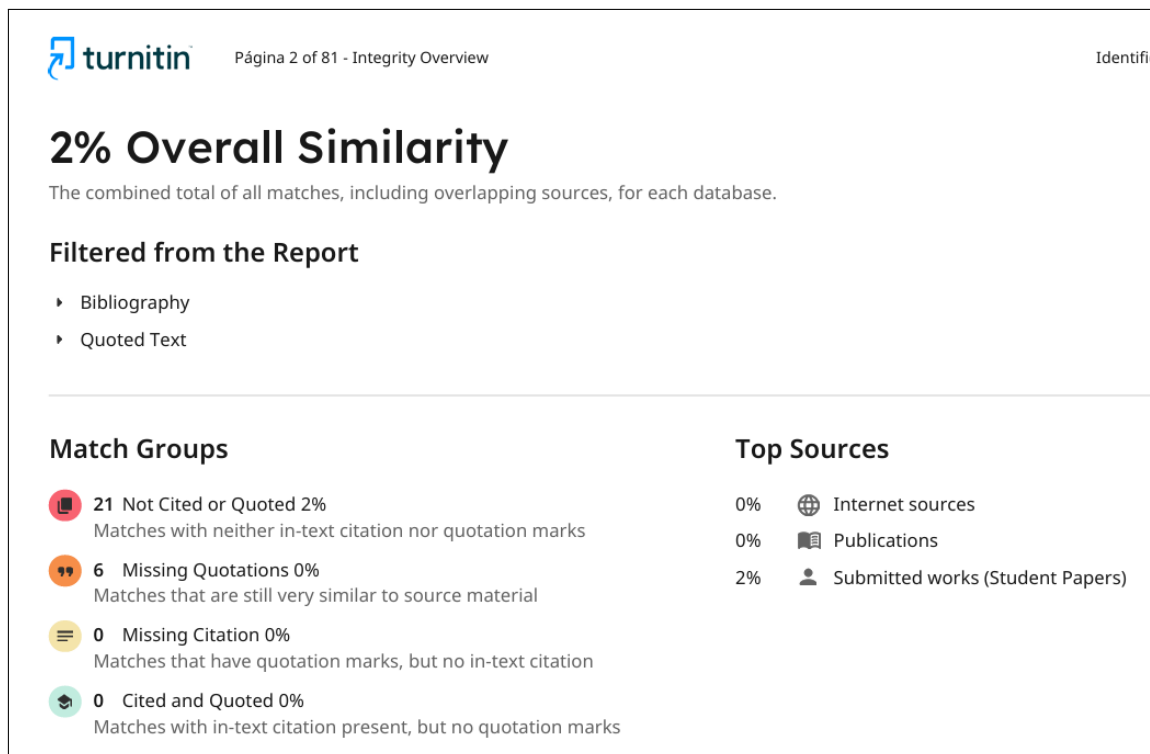 turnitin Página 2 of 81 - Integrity Overview Identifi
2% Overall Similarity
The combined total of all matches, including overlapping sources, for each database.
Filtered from the Report
Bibliography
Quoted Text
Match Groups
21 Not Cited or Quoted 2%
Matches with neither in-text citation nor quotation marks
6 Missing Quotations 0%
Matches that are still very similar to source material
0 Missing Citation 0%
Matches that have quotation marks, but no in-text citation
0 Cited and Quoted 0%
Matches with in-text citation present, but no quotation marks
Top Sources
0% Internet sources
0% Publications
2% Submitted works (Student Papers)